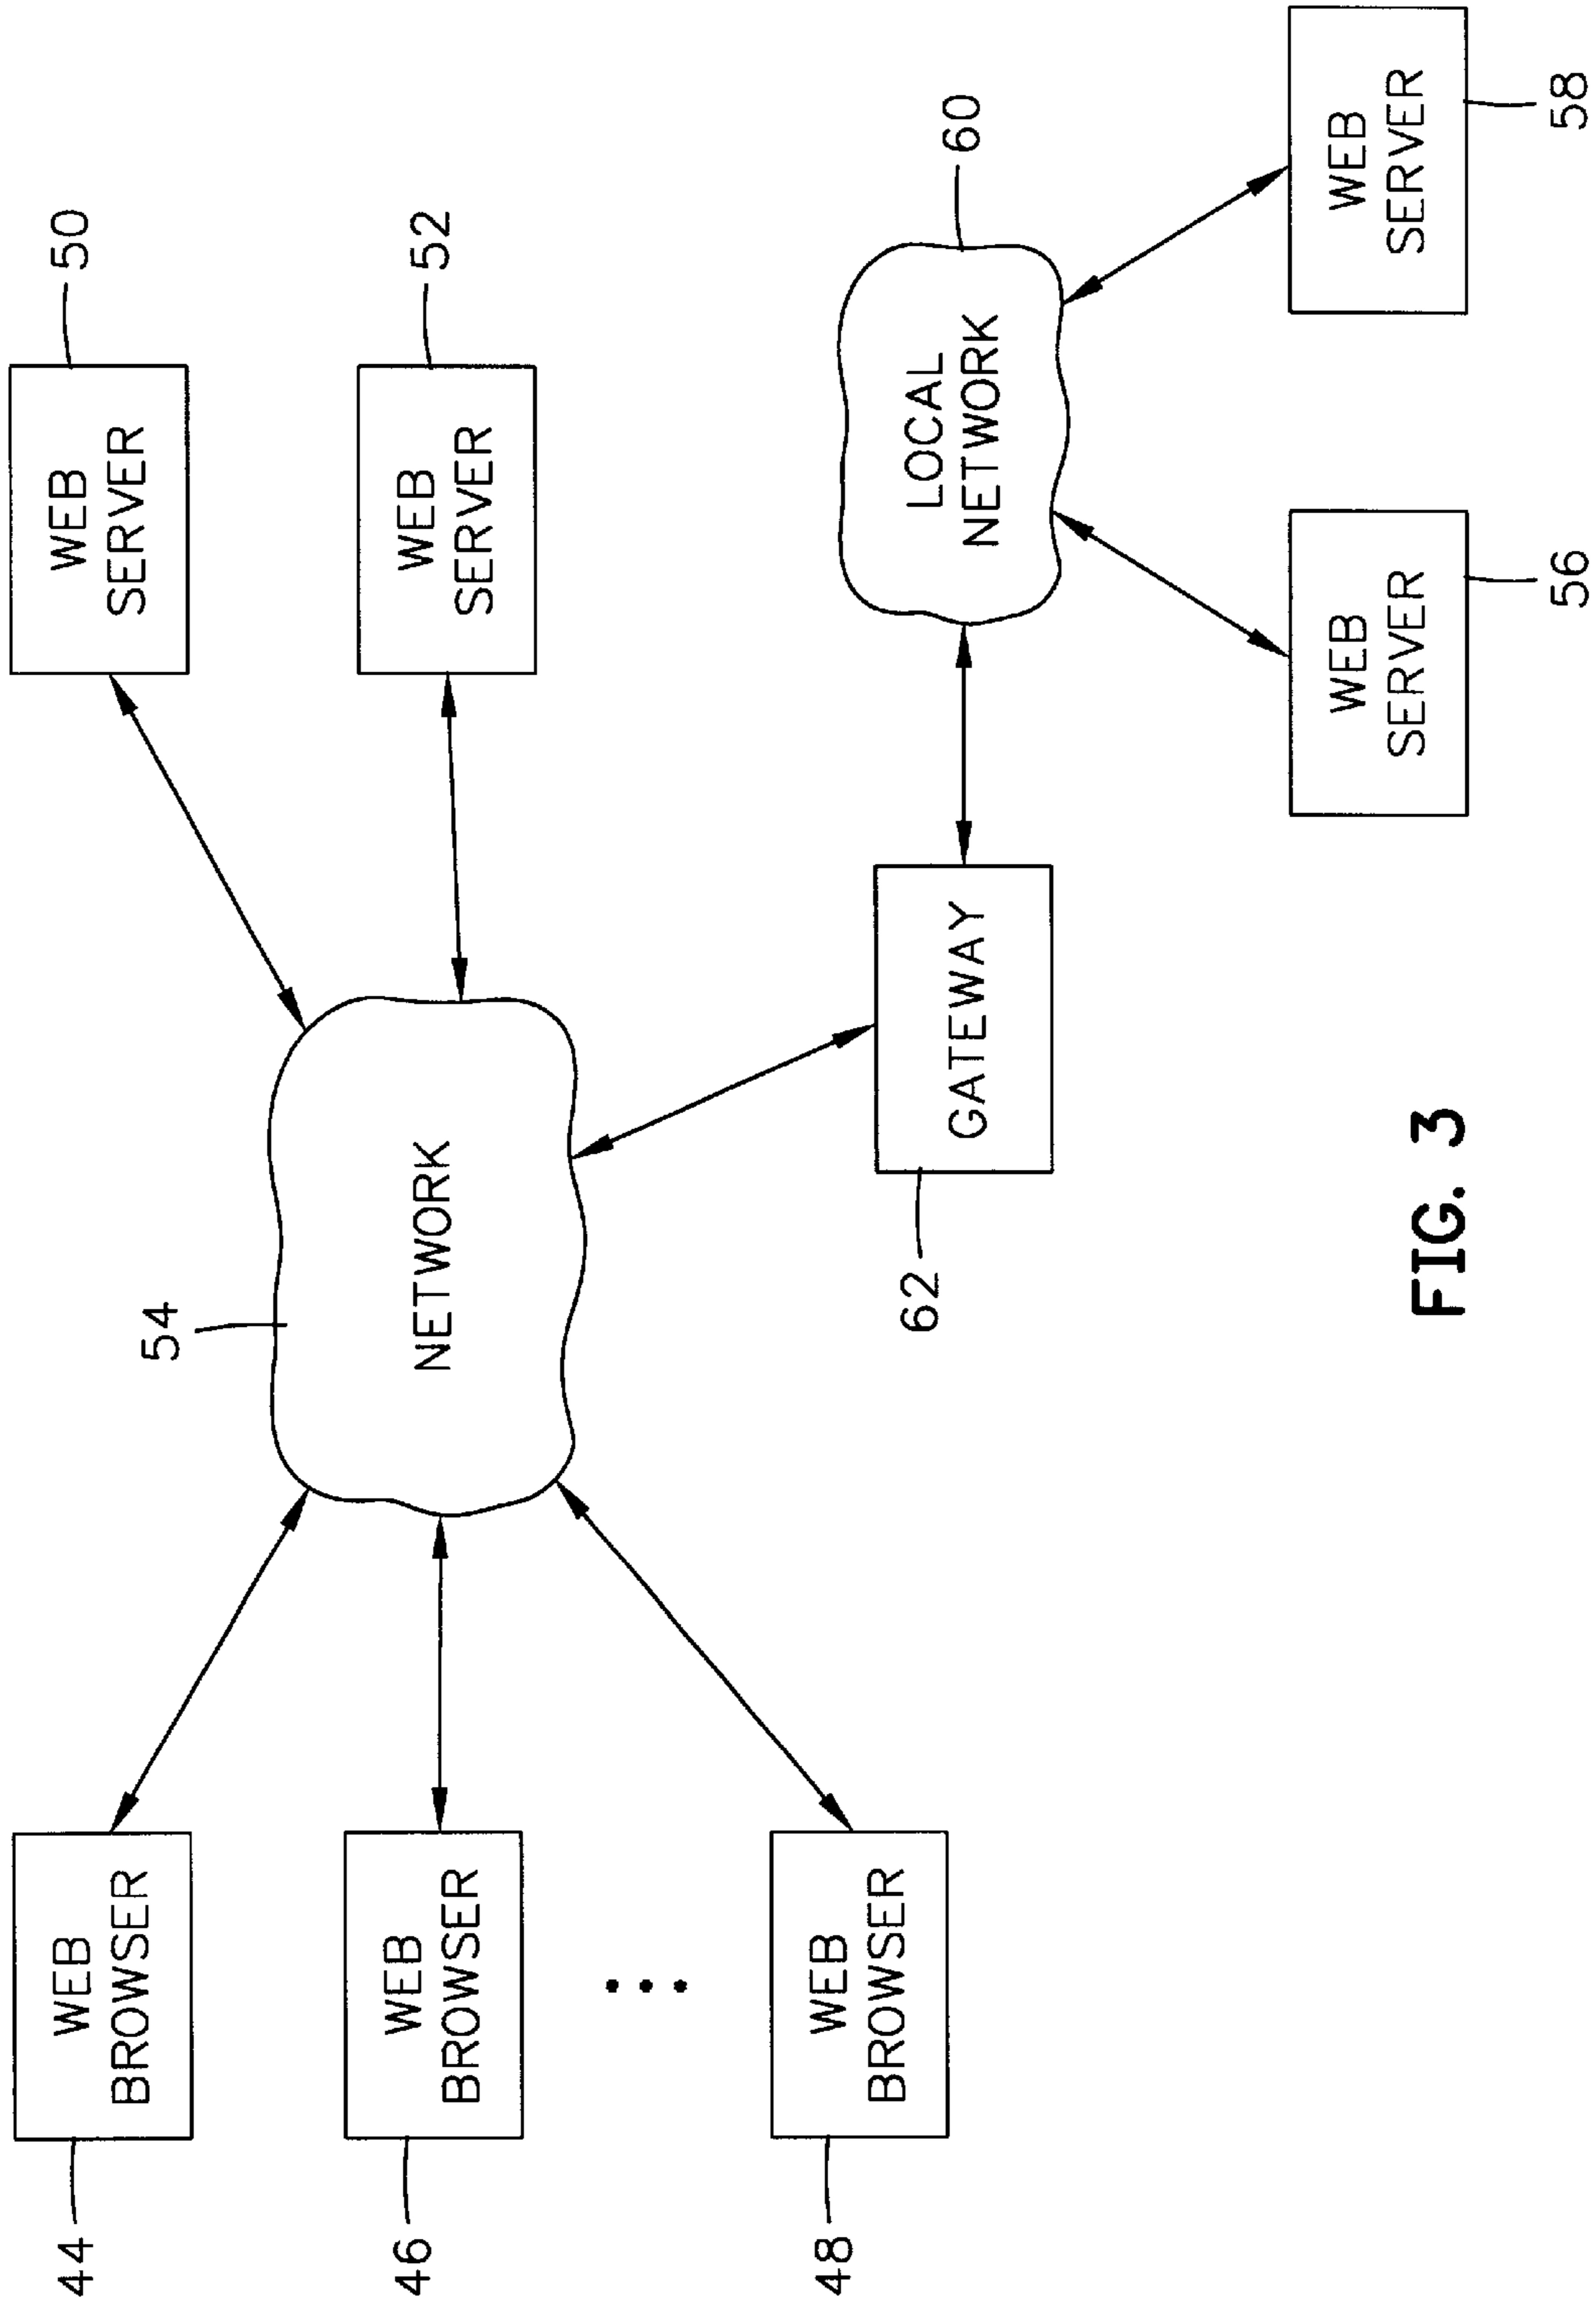 44
WEB
BROWSER
46
WEB
BROWSER
48
WEB
BROWSER
54
NETWORK
WEB
SERVER
50
WEB
SERVER
52
62
GATEWAY
LOCAL
NETWORK
60
WEB
SERVER
56
WEB
SERVER
58
FIG. 3